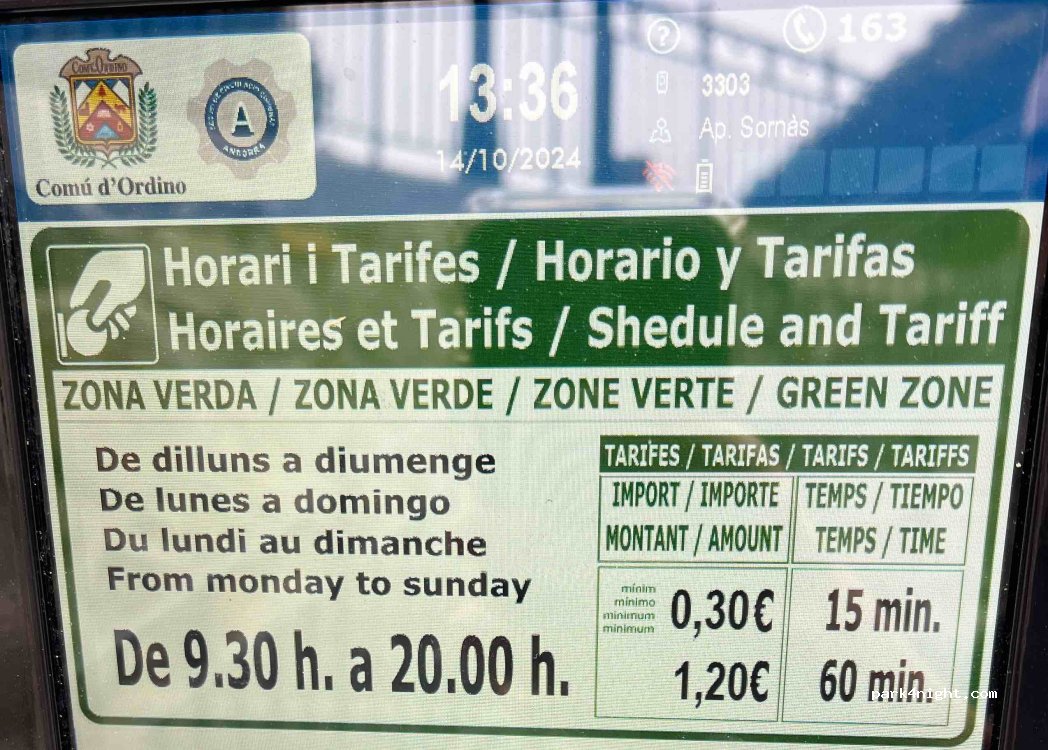 COMÚ ORDINO
ANDORRA
Comú d'Ordino
13:36
14/10/2024
163
3303
Ap. Sornàs
Horari i Tarifes / Horario y Tarifas
Horaires et Tarifs / Shedule and Tariff
ZONA VERDA / ZONA VERDE / ZONE VERTE / GREEN ZONE
De dilluns a diumenge
De lunes a domingo
Du lundi au dimanche
From monday to sunday
De 9.30 h. a 20.00 h.
TARIFES / TARIFAS / TARIFS / TARIFFS
IMPORT / IMPORTE
MONTANT / AMOUNT
TEMPS / TIEMPO
TEMPS / TIME
mínim
mínimo
minimum
minimum
0,30€
15 min.
1,20€
60 min.
park4night.com